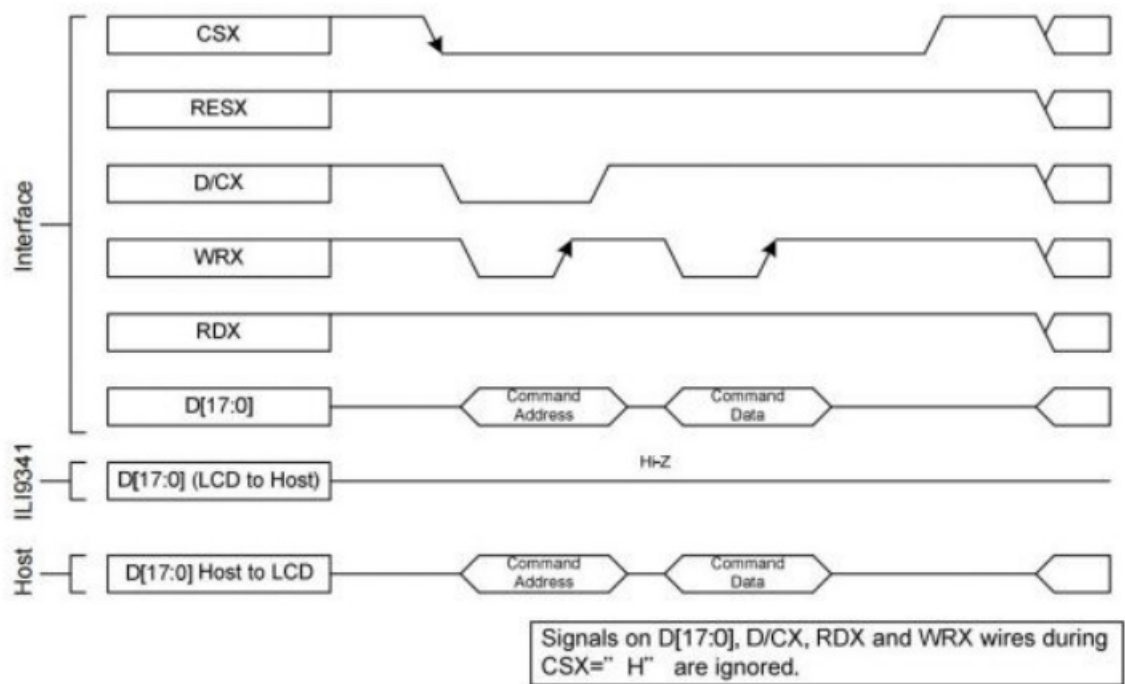 CSX
RESX
D/CX
WRX
RDX
D[17:0]
Command
Address
Command
Data
Interface
Hi-Z
D[17:0] (LCD to Host)
ILI9341
D[17:0] Host to LCD
Command
Address
Command
Data
Host
Signals on D[17:0], D/CX, RDX and WRX wires during
CSX=” H” are ignored.